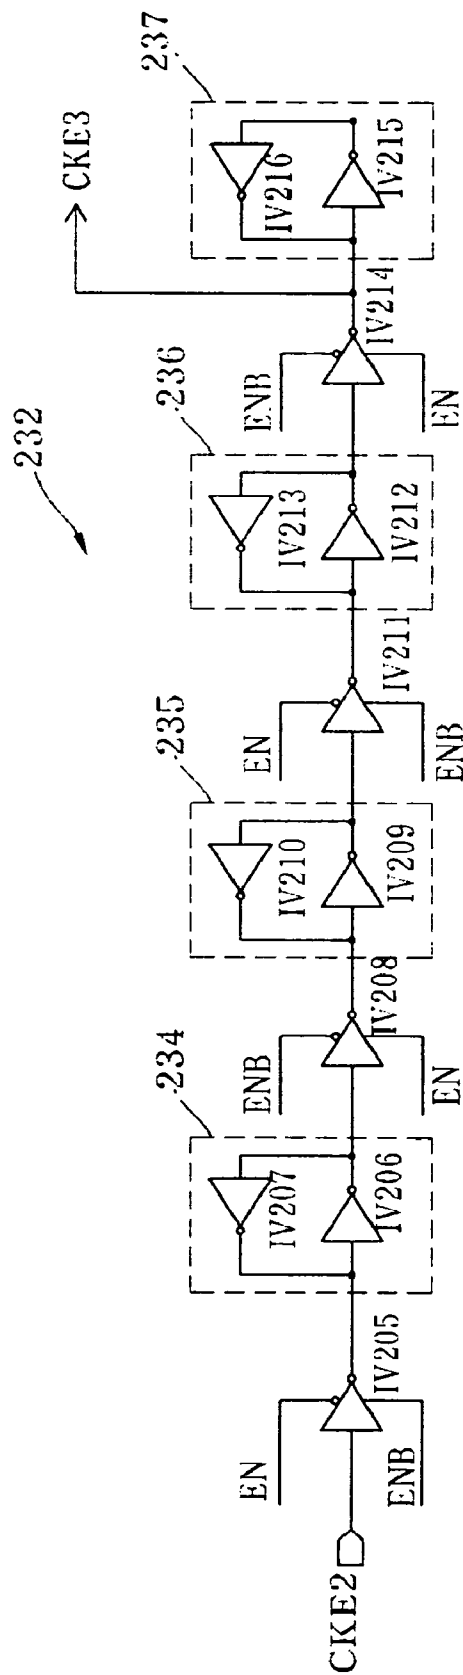 232
CKE2
EN
ENB
IV205
234
IV207
IV206
ENB
EN
IV208
235
IV210
IV209
EN
ENB
IV211
236
IV213
IV212
ENB
EN
IV214
CKE3
237
IV216
IV215